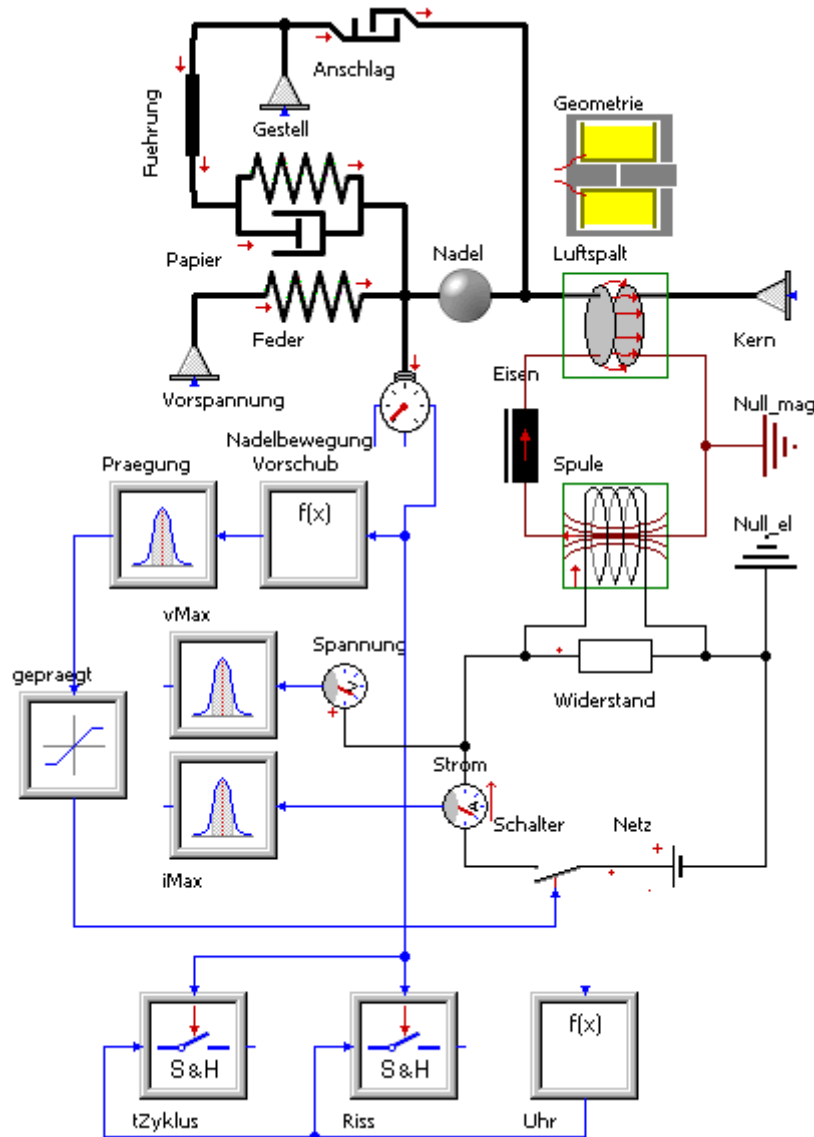 Anschlag
Geometrie
Fuehrung
Gestell
Papier
Nadel
Luftspalt
Feder
Kern
Vorspannung
Eisen
Null_mag
Nadelbewegung
Praegung
Vorschub
Spule
f(x)
Null_el
vMax
Spannung
gepraegt
V
Widerstand
Strom
A
Schalter
Netz
iMax
f(x)
S&H
S&H
tZyklus
Riss
Uhr